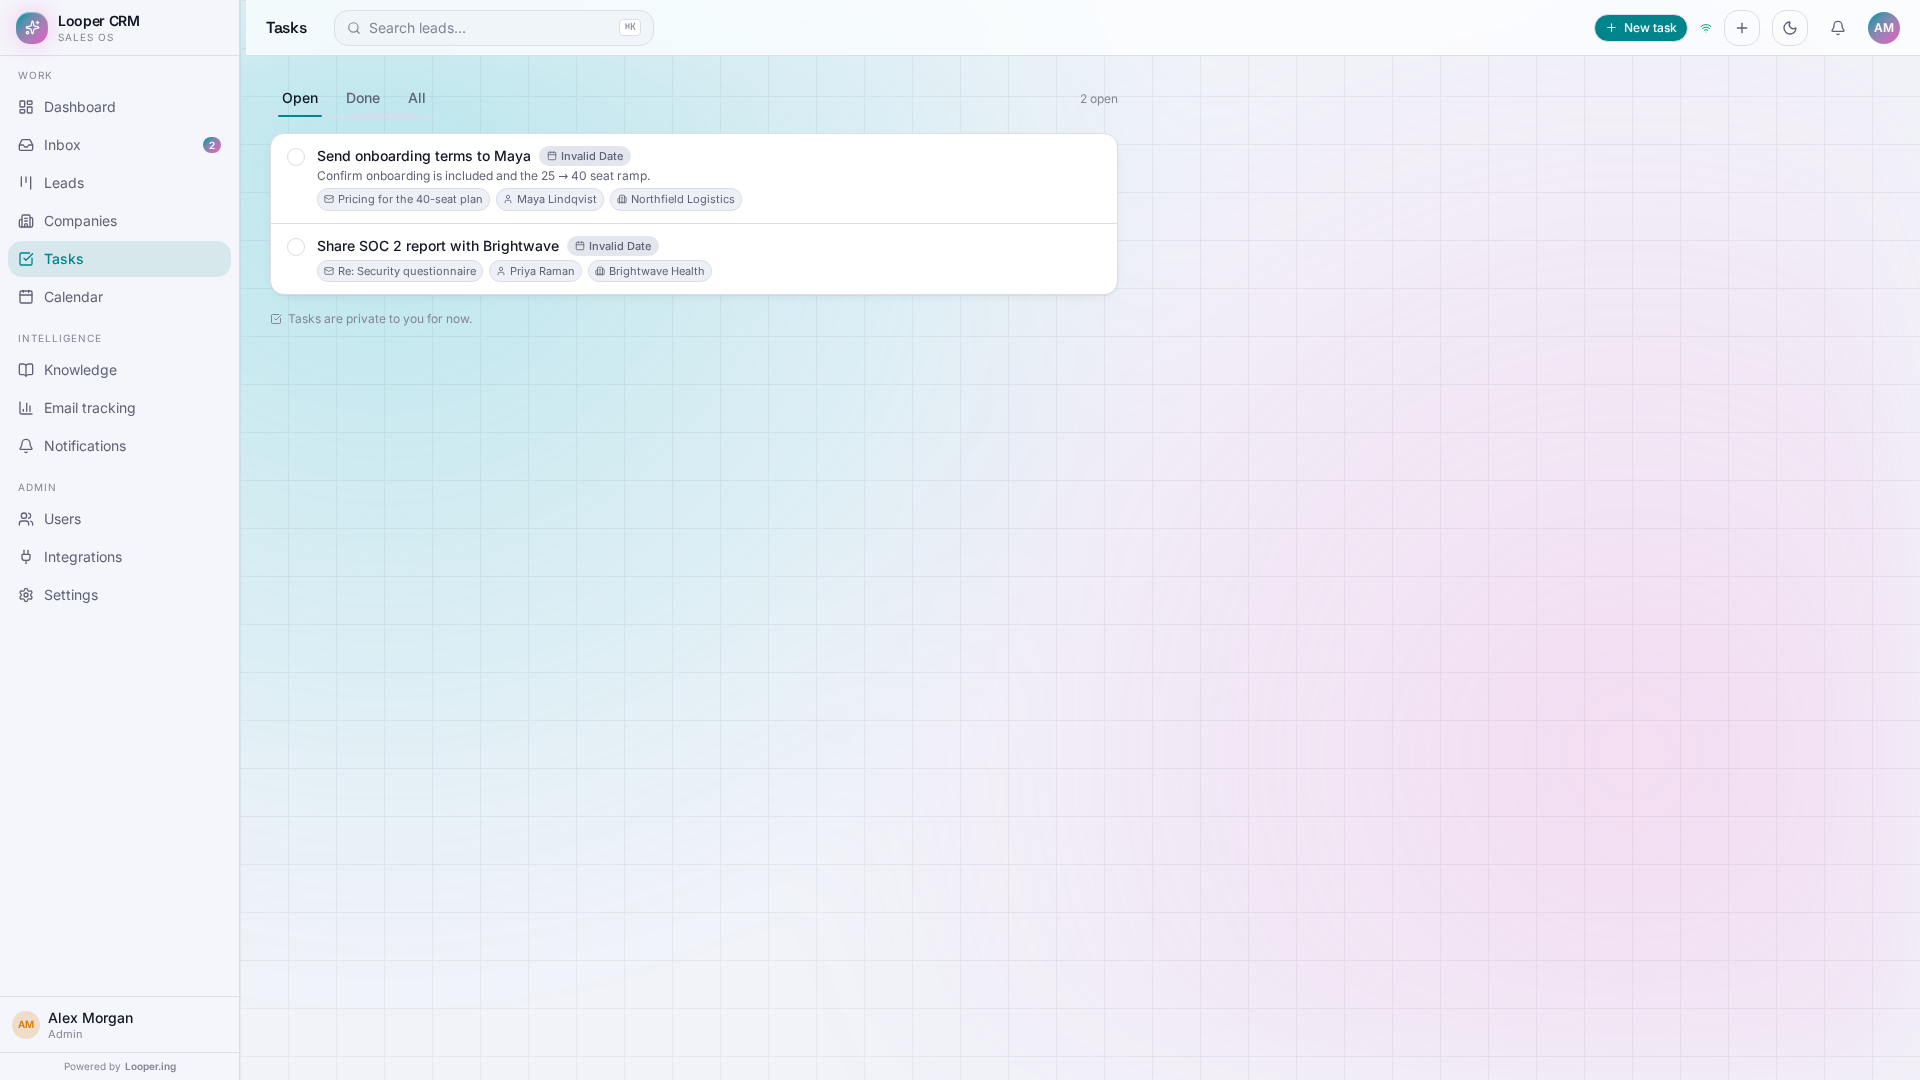 Looper CRM
SALES OS
Tasks
Search leads...
⌘K
New task
AM
WORK
Dashboard
Inbox
2
Leads
Companies
Tasks
Calendar
INTELLIGENCE
Knowledge
Email tracking
Notifications
ADMIN
Users
Integrations
Settings
AM
Alex Morgan
Admin
Powered by Looper.ing
Open Done All
2 open
Send onboarding terms to Maya Invalid Date
Confirm onboarding is included and the 25 → 40 seat ramp.
Pricing for the 40-seat plan Maya Lindqvist Northfield Logistics
Share SOC 2 report with Brightwave Invalid Date
Re: Security questionnaire Priya Raman Brightwave Health
Tasks are private to you for now.